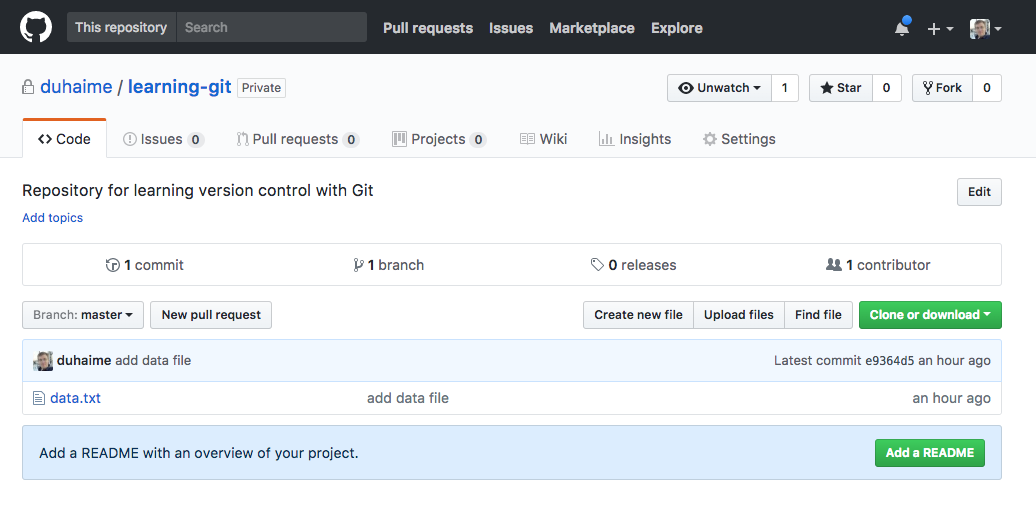 This repository Search Pull requests Issues Marketplace Explore
duhaime / learning-git Private Unwatch 1 Star 0 Fork 0
Code Issues 0 Pull requests 0 Projects 0 Wiki Insights Settings
Repository for learning version control with Git Edit
Add topics
1 commit 1 branch 0 releases 1 contributor
Branch: master New pull request Create new file Upload files Find file Clone or download
duhaime add data file Latest commit e9364d5 an hour ago
data.txt add data file an hour ago
Add a README with an overview of your project. Add a README